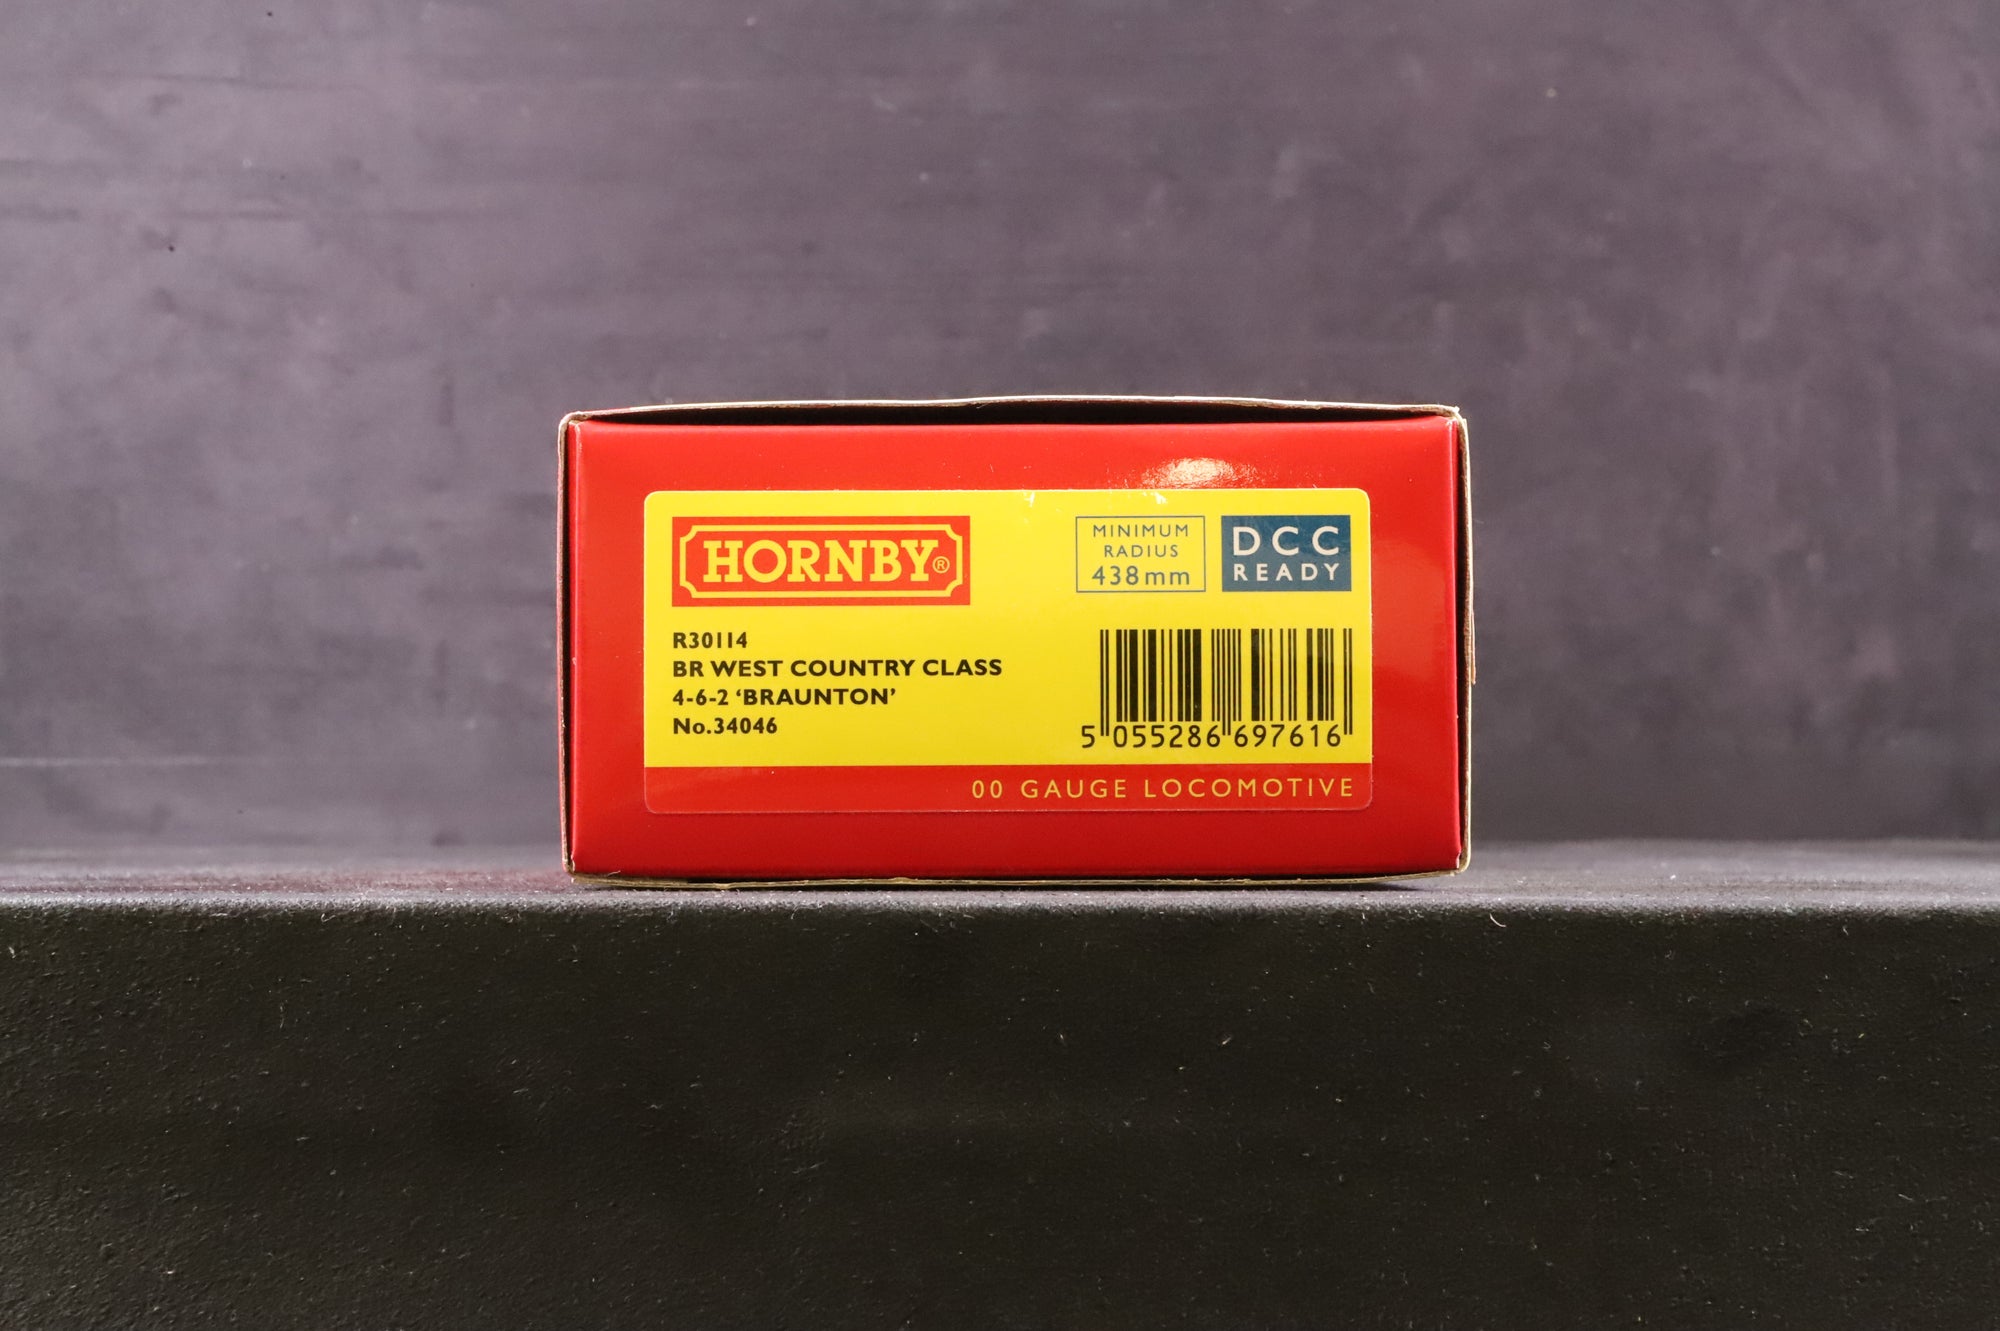 HORNBY®
MINIMUM
RADIUS
438mm
DCC
READY
R30114
BR WEST COUNTRY CLASS
4-6-2 ‘BRAUNTON’
No.34046
5 055286 697616
00 GAUGE LOCOMOTIVE